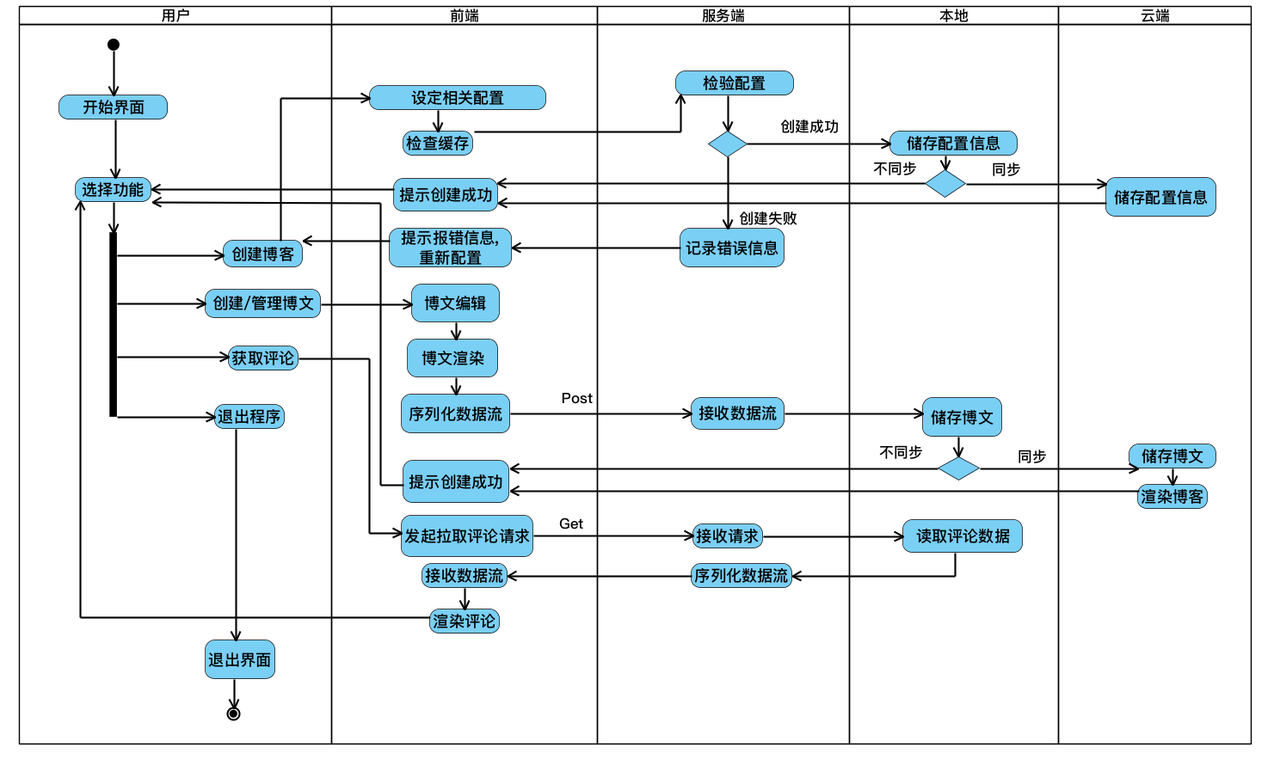 用户
前端
服务端
本地
云端
开始界面
设定相关配置
检验配置
检查缓存
创建成功
储存配置信息
选择功能
提示创建成功
不同步
同步
储存配置信息
创建失败
创建博客
提示报错信息，
重新配置
记录错误信息
创建/管理博文
博文编辑
获取评论
博文渲染
退出程序
序列化数据流
Post
接收数据流
储存博文
不同步
同步
储存博文
提示创建成功
渲染博客
发起拉取评论请求
Get
接收请求
读取评论数据
接收数据流
序列化数据流
渲染评论
退出界面